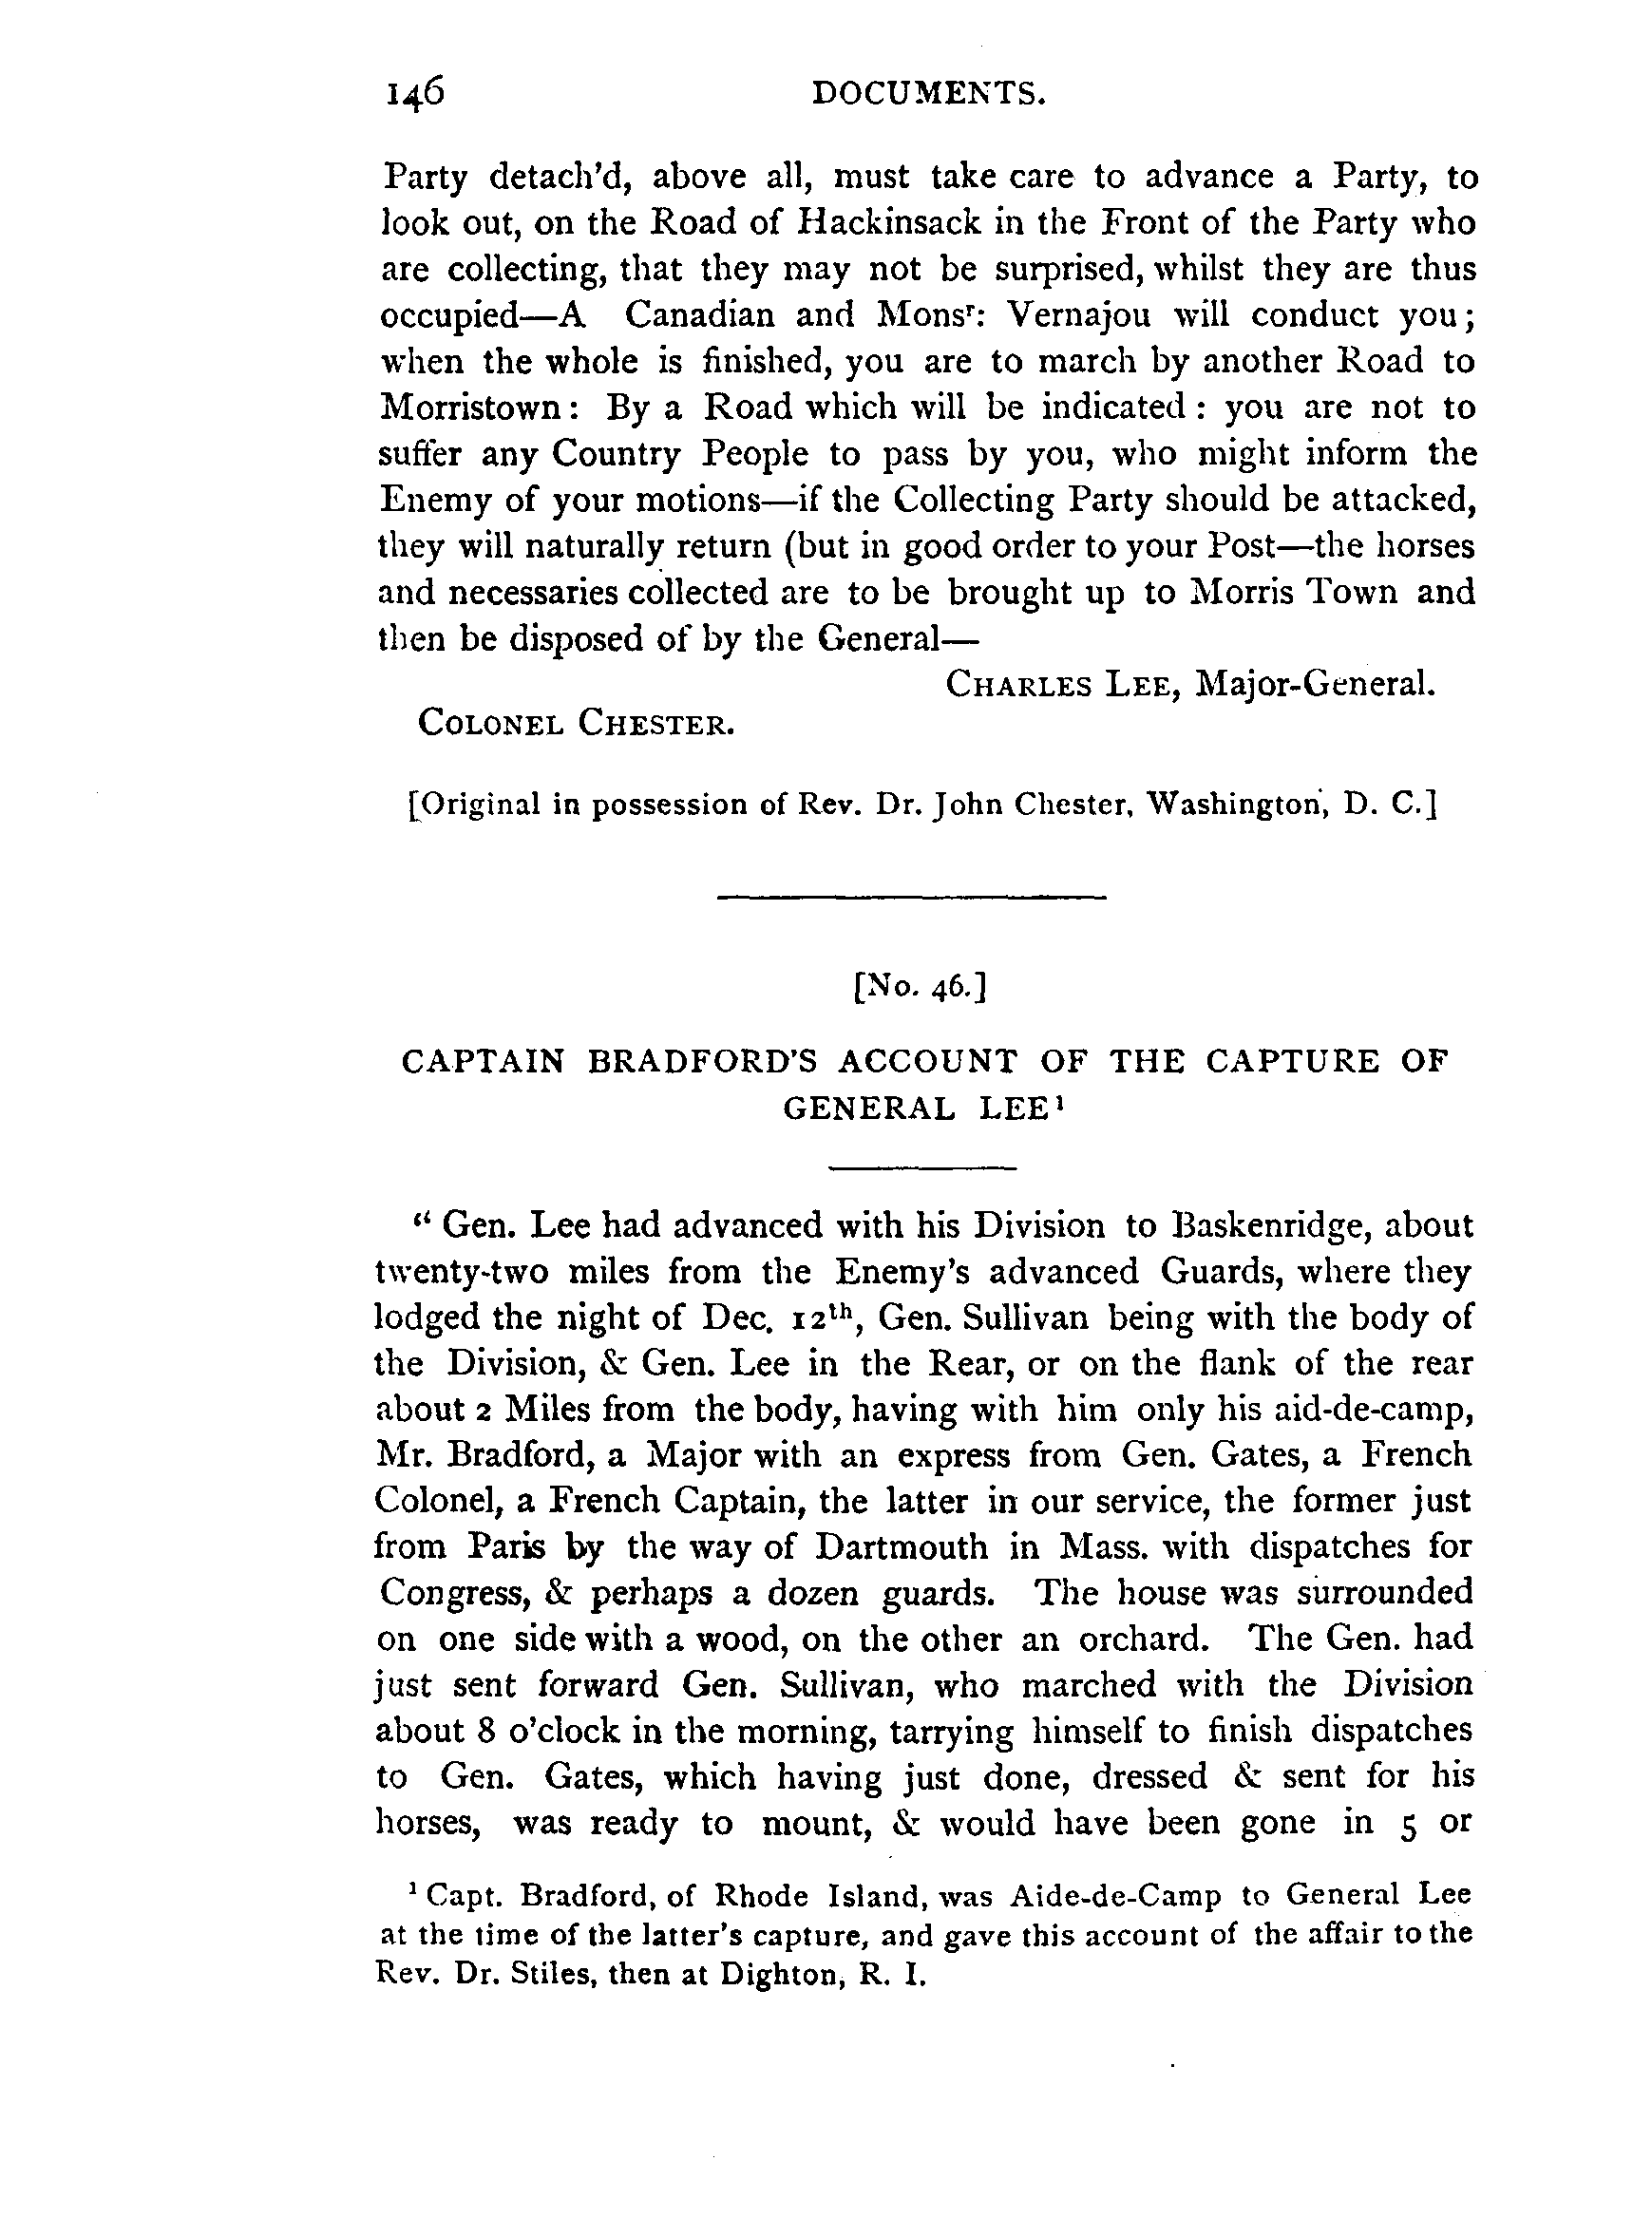 146 DOCUMENTS.
Party detach'd, above all, must take care to advance a Party, to
look out, on the Road of Hackinsack in the Front of the Party who
are collecting, that they may not be surprised, whilst they are thus
occupied—A Canadian and Monsʳ: Vernajou will conduct you;
when the whole is finished, you are to march by another Road to
Morristown: By a Road which will be indicated: you are not to
suffer any Country People to pass by you, who might inform the
Enemy of your motions—if the Collecting Party should be attacked,
they will naturally return (but in good order to your Post—the horses
and necessaries collected are to be brought up to Morris Town and
then be disposed of by the General—
CHARLES LEE, Major-General.
COLONEL CHESTER.
[Original in possession of Rev. Dr. John Chester, Washington, D. C.]
[No. 46.]
CAPTAIN BRADFORD'S ACCOUNT OF THE CAPTURE OF
GENERAL LEE¹
"Gen. Lee had advanced with his Division to Baskenridge, about
twenty-two miles from the Enemy's advanced Guards, where they
lodged the night of Dec. 12ᵗʰ, Gen. Sullivan being with the body of
the Division, & Gen. Lee in the Rear, or on the flank of the rear
about 2 Miles from the body, having with him only his aid-de-camp,
Mr. Bradford, a Major with an express from Gen. Gates, a French
Colonel, a French Captain, the latter in our service, the former just
from Paris by the way of Dartmouth in Mass. with dispatches for
Congress, & perhaps a dozen guards. The house was surrounded
on one side with a wood, on the other an orchard. The Gen. had
just sent forward Gen. Sullivan, who marched with the Division
about 8 o'clock in the morning, tarrying himself to finish dispatches
to Gen. Gates, which having just done, dressed & sent for his
horses, was ready to mount, & would have been gone in 5 or
¹ Capt. Bradford, of Rhode Island, was Aide-de-Camp to General Lee
at the time of the latter's capture, and gave this account of the affair to the
Rev. Dr. Stiles, then at Dighton, R. I.